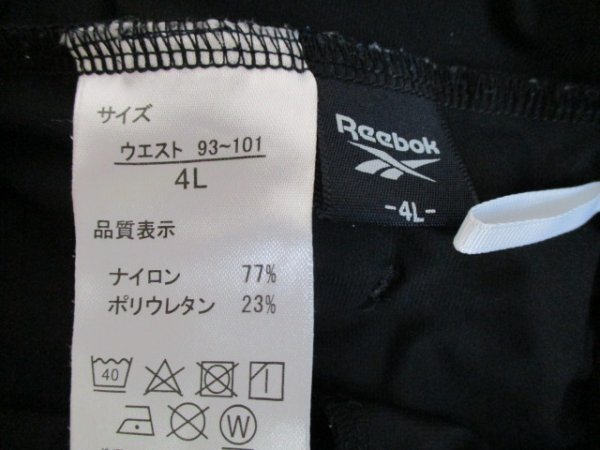 サイズ
ウエスト 93~101
4L
品質表示
ナイロン 77%
ポリウレタン 23%
40
W
Reebok
-4L-